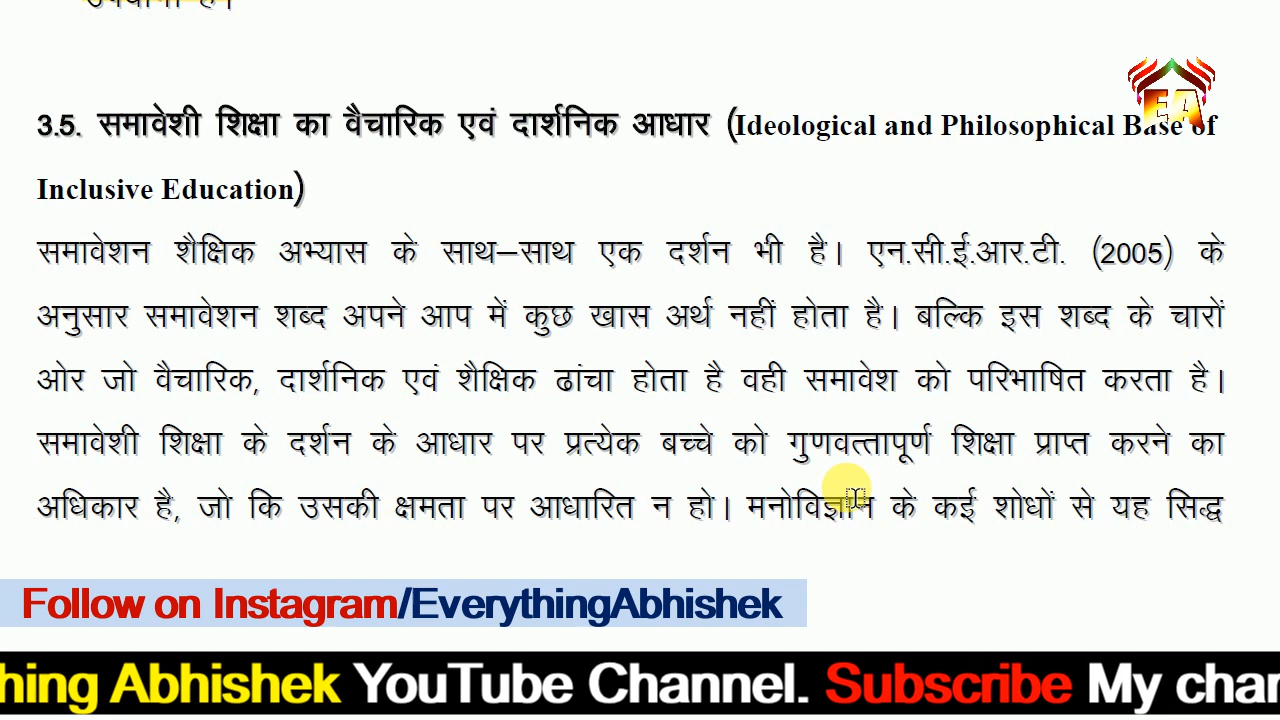 3.5. समावेशी शिक्षा का वैचारिक एवं दार्शनिक आधार (Ideological and Philosophical Base of
EA
Inclusive Education)
समावेशन शैक्षिक अभ्यास के साथ–साथ एक दर्शन भी है। एन.सी.ई.आर.टी. (2005) के
अनुसार समावेशन शब्द अपने आप में कुछ खास अर्थ नहीं होता है। बल्कि इस शब्द के चारों
ओर जो वैचारिक, दार्शनिक एवं शैक्षिक ढांचा होता है वही समावेश को परिभाषित करता है।
समावेशी शिक्षा के दर्शन के आधार पर प्रत्येक बच्चे को गुणवत्तापूर्ण शिक्षा प्राप्त करने का
अधिकार है, जो कि उसकी क्षमता पर आधारित न हो। मनोविज्ञान के कई शोधों से यह सिद्ध
Follow on Instagram/EverythingAbhishek
hing Abhishek YouTube Channel. Subscribe My chan